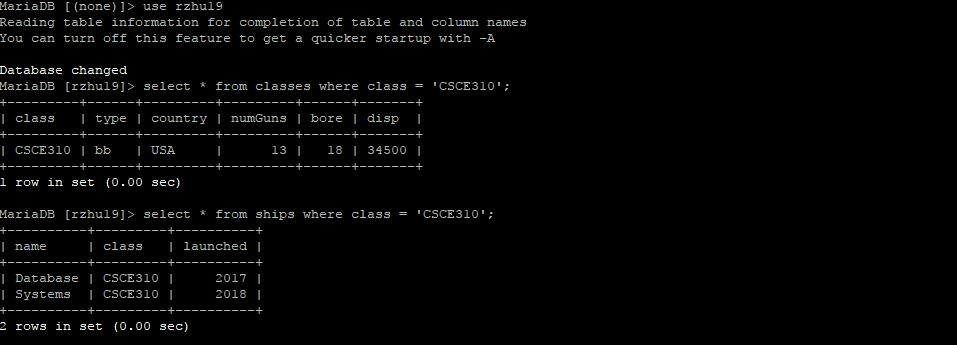 MariaDB [(none)]> use rzhu19
Reading table information for completion of table and column names
You can turn off this feature to get a quicker startup with -A

Database changed
MariaDB [rzhu19]> select * from classes where class = 'CSCE310';
+---------+------+---------+---------+------+-------+
| class   | type | country | numGuns | bore | disp  |
+---------+------+---------+---------+------+-------+
| CSCE310 | bb   | USA     |      13 |   18 | 34500 |
+---------+------+---------+---------+------+-------+
1 row in set (0.00 sec)

MariaDB [rzhu19]> select * from ships where class = 'CSCE310';
+----------+---------+----------+
| name     | class   | launched |
+----------+---------+----------+
| Database | CSCE310 |     2017 |
| Systems  | CSCE310 |     2018 |
+----------+---------+----------+
2 rows in set (0.00 sec)